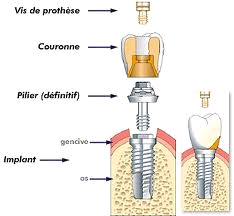 Vis de prothèse
Couronne
Pilier (définitif)
gencive
Implant
os